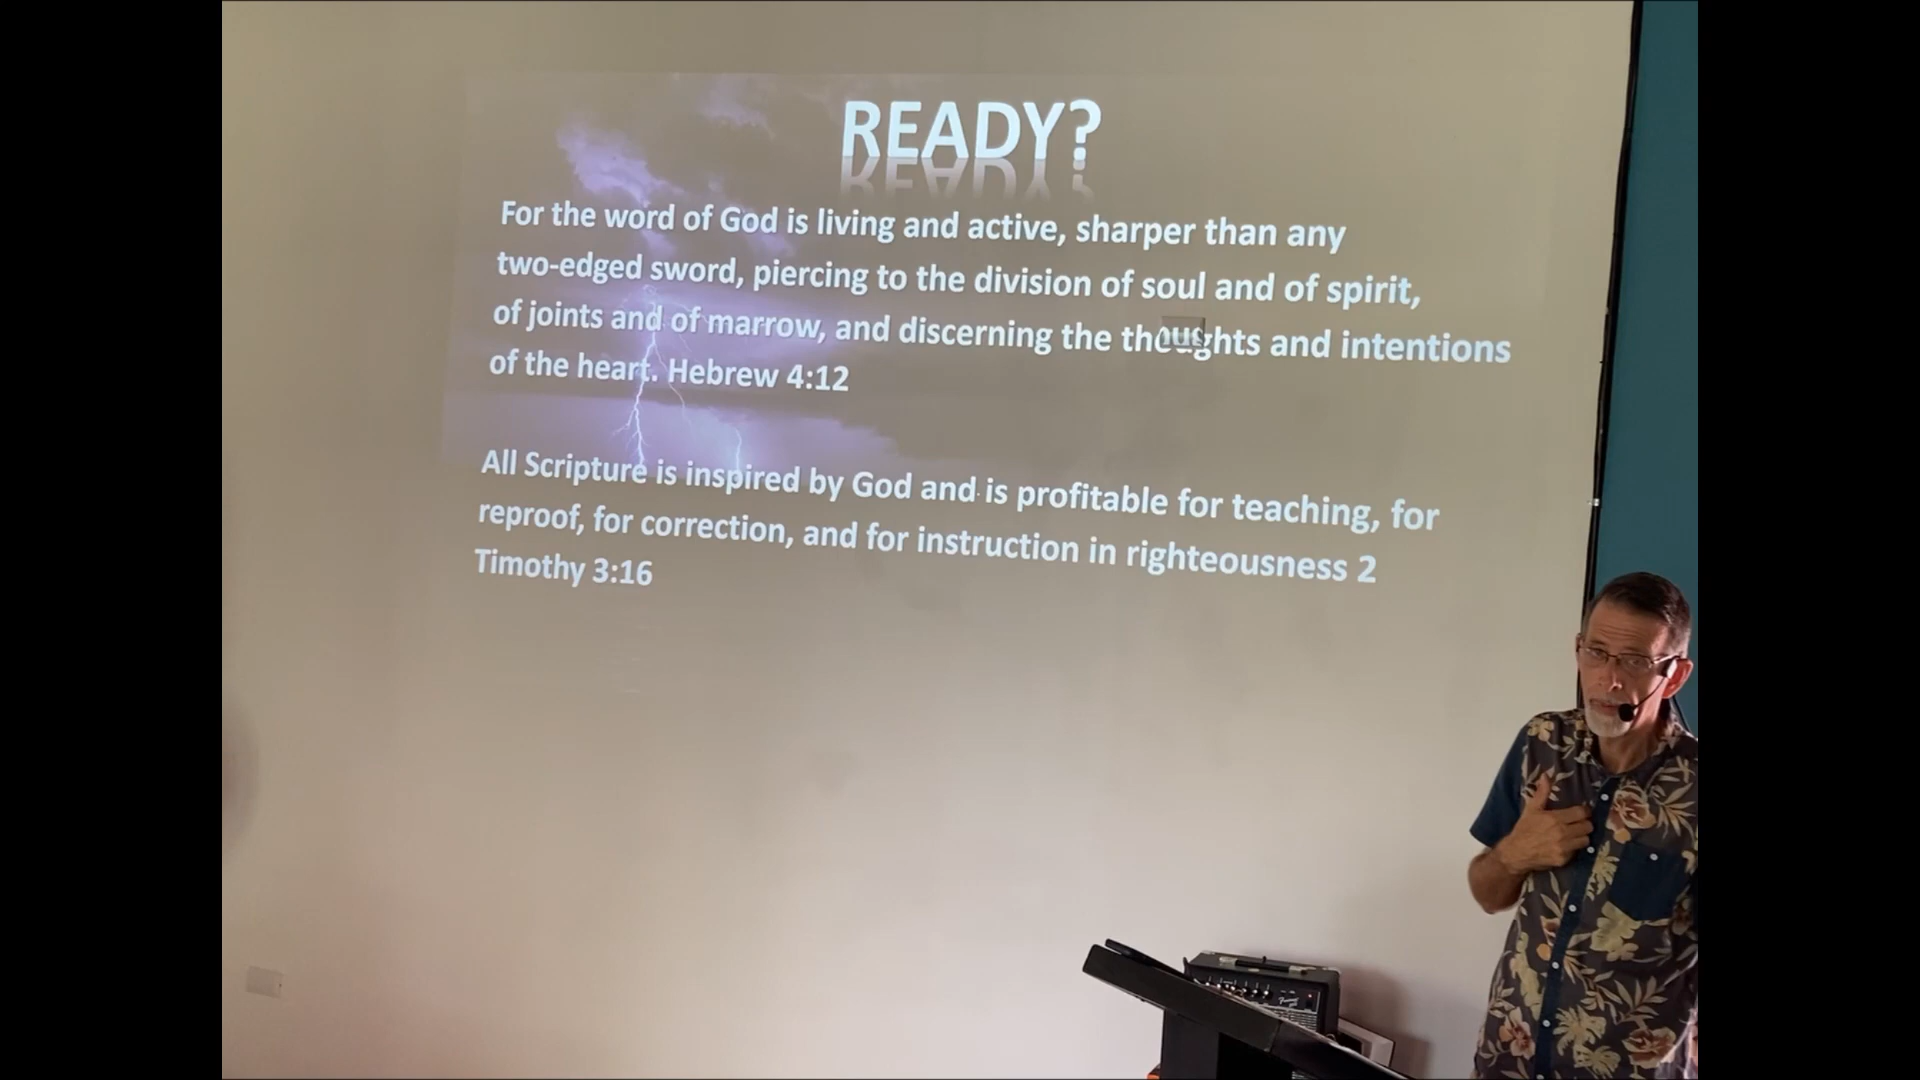 READY?
For the word of God is living and active, sharper than any
two-edged sword, piercing to the division of soul and of spirit,
of joints and of marrow, and discerning the thoughts and intentions
of the heart. Hebrew 4:12
All Scripture is inspired by God and is profitable for teaching, for
reproof, for correction, and for instruction in righteousness 2
Timothy 3:16